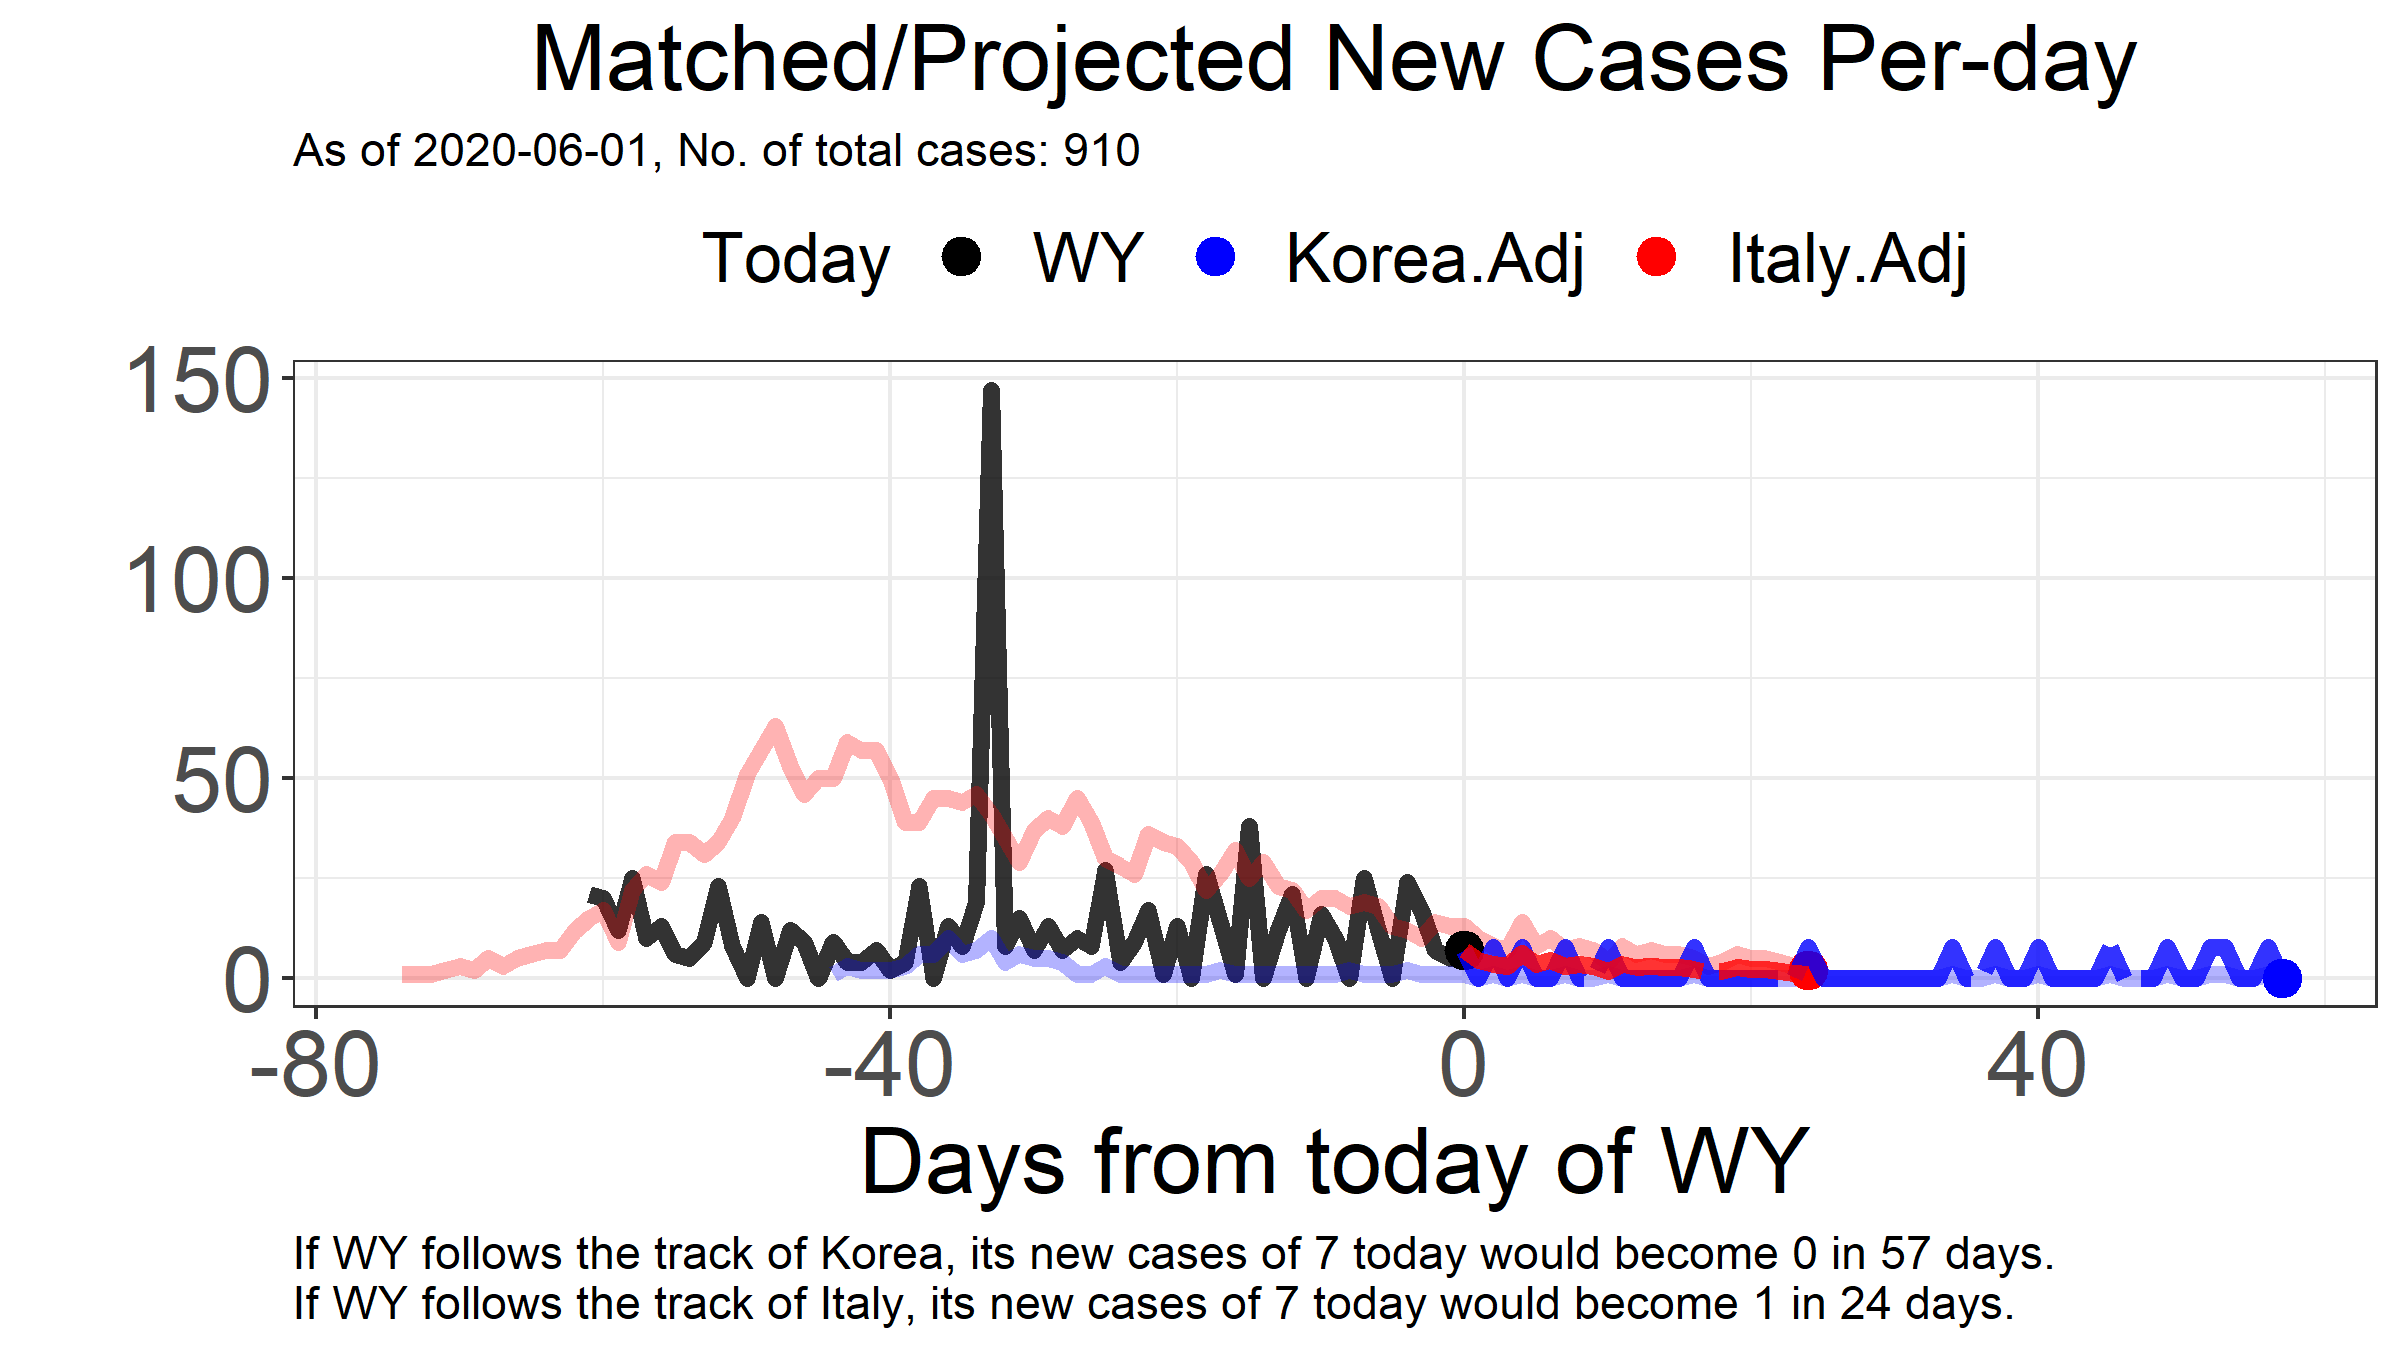 Matched/Projected New Cases Per-day
As of 2020-06-01, No. of total cases: 910
Today WY Korea.Adj Italy.Adj
150
100
50
0
-80 -40 0 40
Days from today of WY
If WY follows the track of Korea, its new cases of 7 today would become 0 in 57 days.
If WY follows the track of Italy, its new cases of 7 today would become 1 in 24 days.